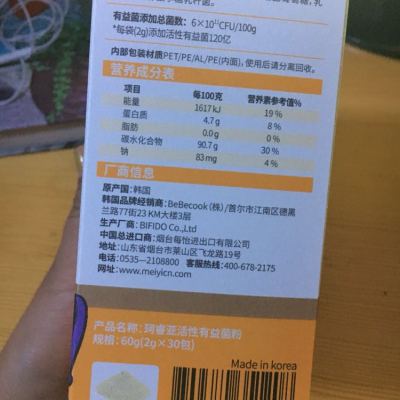 有益菌添加总菌数：6×10¹¹CFU/100g
*每袋(2g)添加活性有益菌120亿
内部包装材质PET/PE/AL/PE(内面)，使用后请分离回收。
营养成分表
项目 每100克 营养素参考值%
能量 1617 kJ 19 %
蛋白质 4.7 g 8 %
脂肪 0.0 g 0 %
碳水化合物 90.7 g 30 %
钠 83 mg 4 %
厂商信息
原产国：韩国
韩国品牌经销商：BeBecook（株）/首尔市江南区德黑
兰路77街23 KM大楼3层
生产厂商：BIFIDO Co.,Ltd
中国总进口商：烟台每怡进出口有限公司
地址：山东省烟台市莱山区飞龙路19号
电话：0535-2108800 客服热线：400-678-2175
网址：www.meiyicn.com
产品名称：珂睿亚活性有益菌粉
规格：60g(2g×30包)
Made in korea